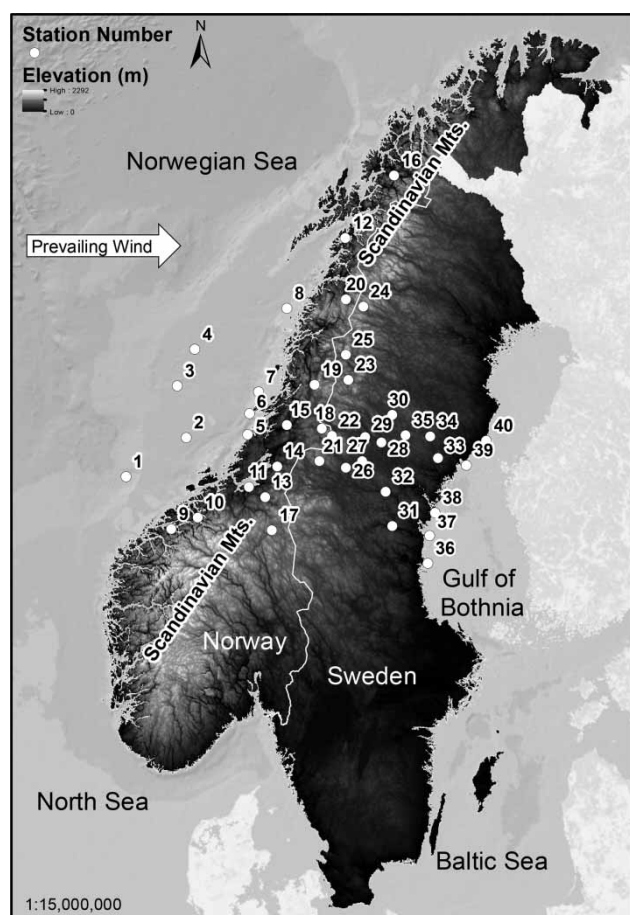 Station Number
N
Elevation (m)
High : 2292
Low : 0
Norwegian Sea
16
Scandinavian Mts.
12
Prevailing Wind
20
24
8
4
25
23
3
19
7
30
6
15
18
22
29
35
34
40
2
5
21
27
28
33
39
1
14
26
11
13
32
9
10
38
17
31
37
Scandinavian Mts.
36
Gulf of
Bothnia
Norway
Sweden
North Sea
Baltic Sea
1:15,000,000